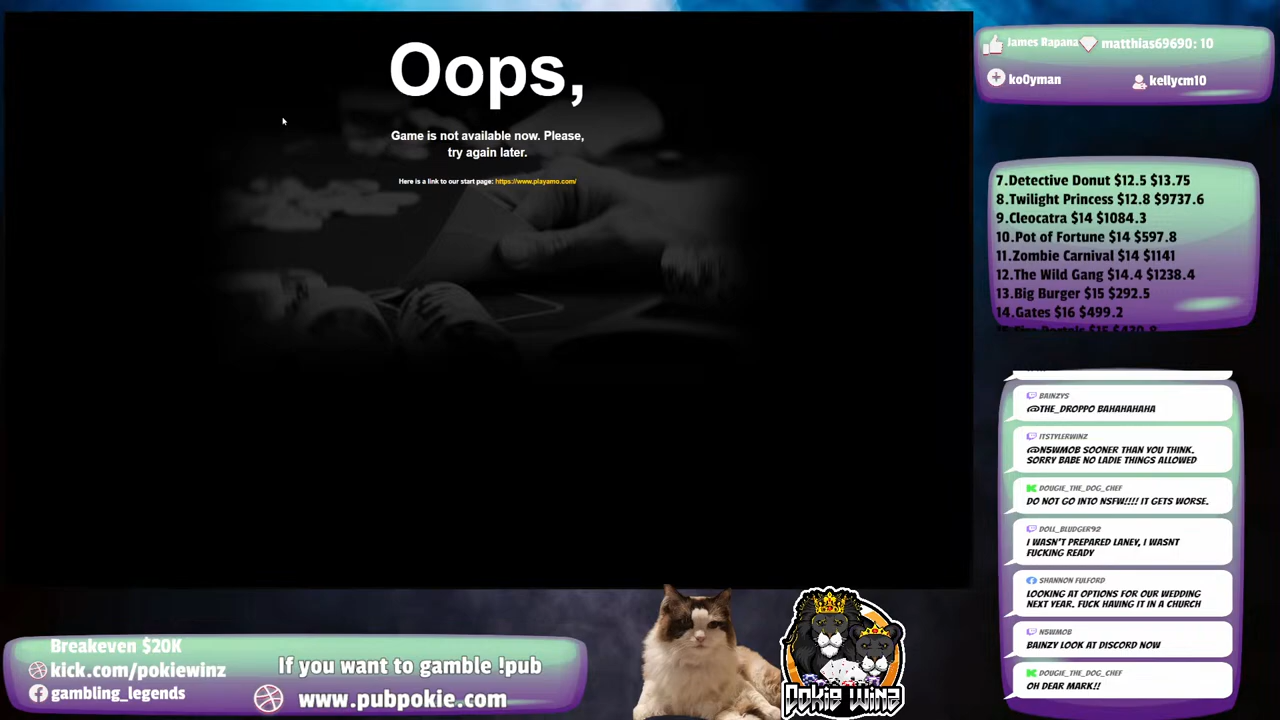 Oops,
Game is not available now. Please,
try again later.
Here is a link to our start page: https://www.playamo.com/
James Rapana
matthias69690: 10
ko0yman
kellycm10
7.Detective Donut $12.5 $13.75
8.Twilight Princess $12.8 $9737.6
9.Cleocatra $14 $1084.3
10.Pot of Fortune $14 $597.8
11.Zombie Carnival $14 $1141
12.The Wild Gang $14.4 $1238.4
13.Big Burger $15 $292.5
14.Gates $16 $499.2
BAINZYS
@THE_DROPPO BAHAHAHAHA
ITSTYLERWINZ
@N5WMOB SOONER THAN YOU THINK.
SORRY BABE NO LADIE THINGS ALLOWED
DOUGIE_THE_DOG_CHEF
DO NOT GO INTO NSFW!!!! IT GETS WORSE.
DOLL_BLUDGER92
I WASN'T PREPARED LANEY, I WASNT
FUCKING READY
SHANNON FULFORD
LOOKING AT OPTIONS FOR OUR WEDDING
NEXT YEAR. FUCK HAVING IT IN A CHURCH
N5WMOB
BAINZY LOOK AT DISCORD NOW
DOUGIE_THE_DOG_CHEF
OH DEAR MARK!!
Breakeven $20K
kick.com/pokiewinz
gambling_legends
If you want to gamble !pub
www.pubpokie.com
Pokie Winz